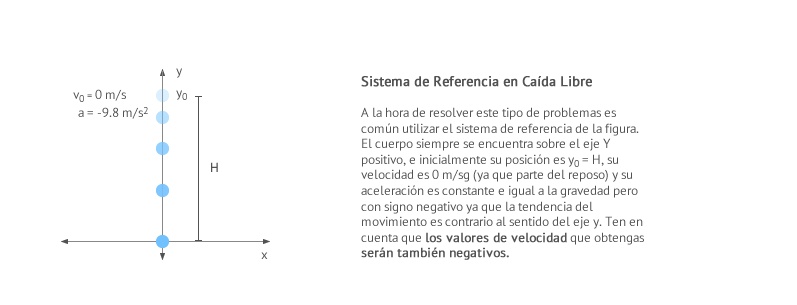 y
v0 = 0 m/s
y0
a = -9.8 m/s2
H
x
Sistema de Referencia en Caída Libre
A la hora de resolver este tipo de problemas es
común utilizar el sistema de referencia de la figura.
El cuerpo siempre se encuentra sobre el eje Y
positivo, e inicialmente su posición es y0 = H, su
velocidad es 0 m/sg (ya que parte del reposo) y su
aceleración es constante e igual a la gravedad pero
con signo negativo ya que la tendencia del
movimiento es contrario al sentido del eje y. Ten en
cuenta que los valores de velocidad que obtengas
serán también negativos.